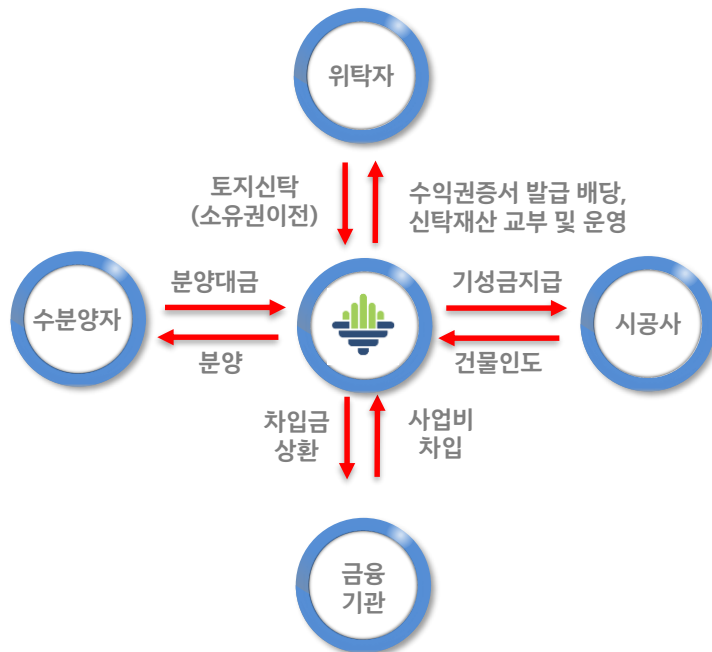 위탁자
토지신탁
(소유권이전)
수익권증서 발급 배당,
신탁재산 교부 및 운영
수분양자
분양대금
분양
기성금지급
건물인도
시공사
차입금
상환
사업비
차입
금융
기관